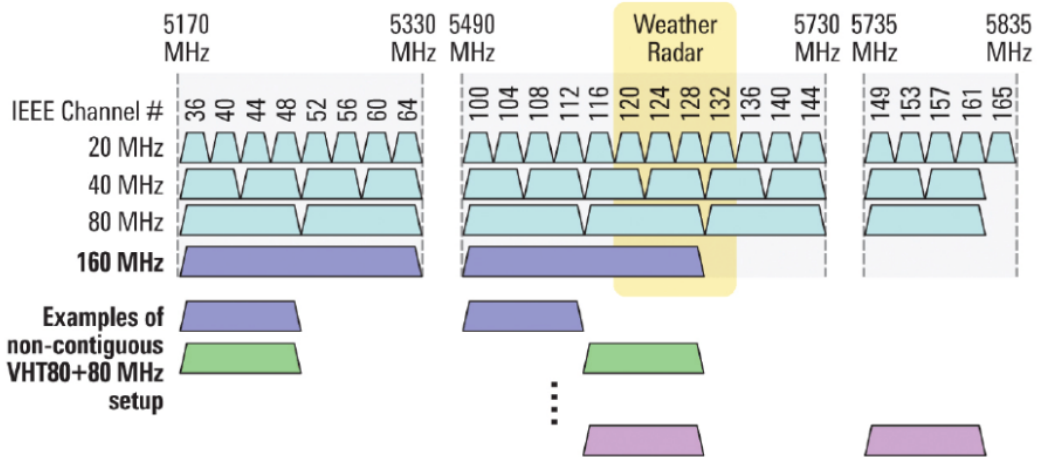 5170 MHz
5330 MHz
5490 MHz
Weather Radar
5730 MHz
5735 MHz
5835 MHz
IEEE Channel # 36 40 44 48 52 56 60 64 100 104 108 112 116 120 124 128 132 136 140 144 149 153 157 161 165
20 MHz
40 MHz
80 MHz
160 MHz
Examples of
non-contiguous
VHT80+80 MHz
setup